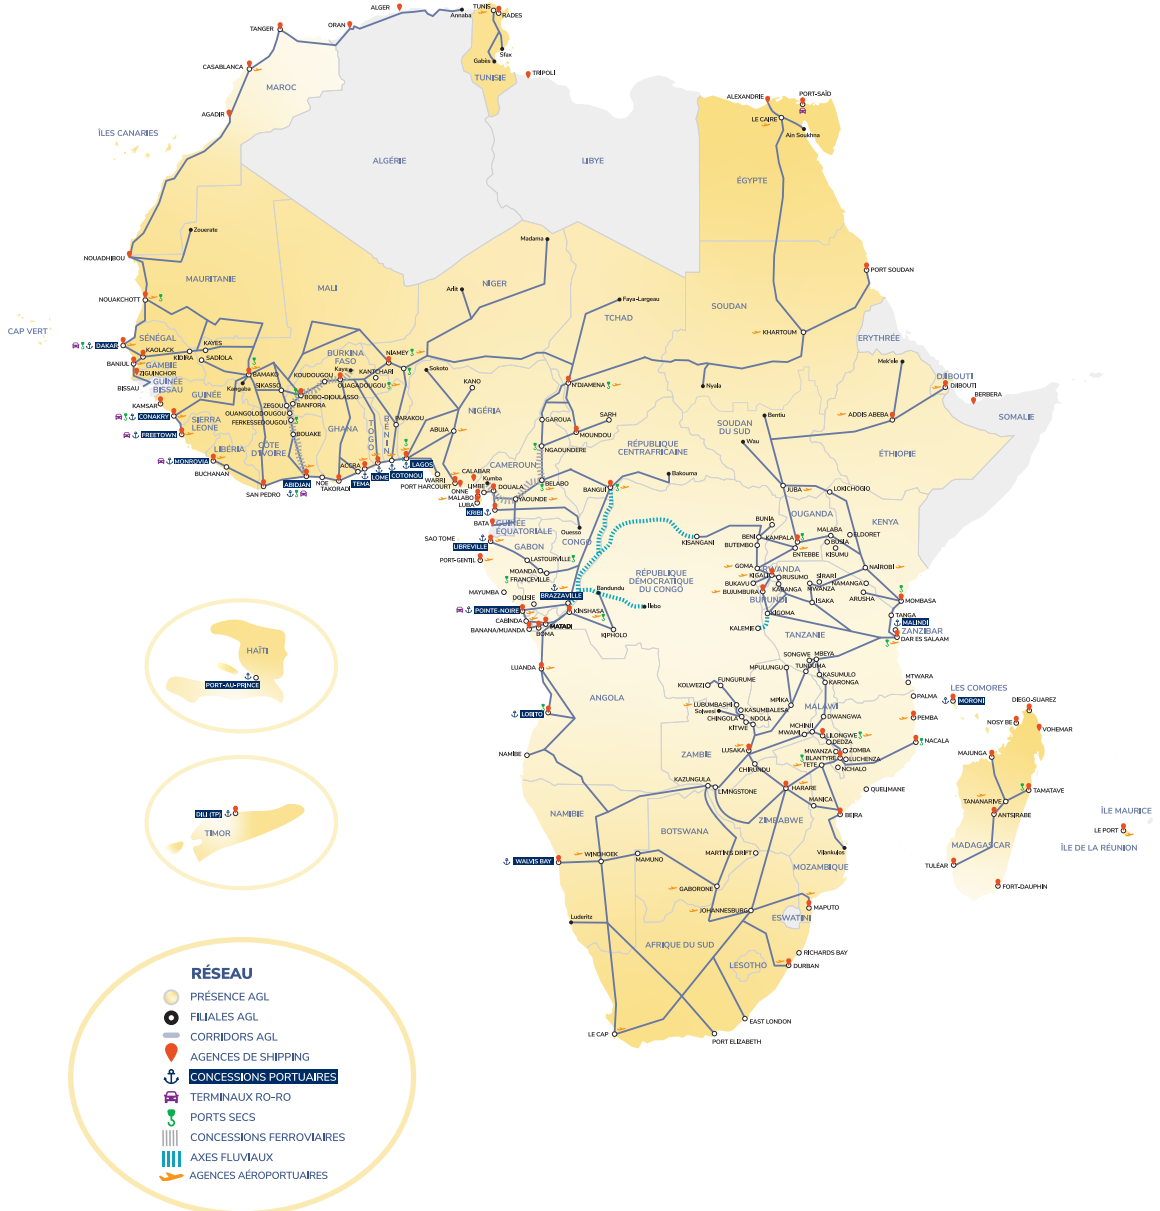 ALGER
ORAN
TANGER
Annaba
TUNIS
RADES
Sfax
Gabès
TUNISIE
TRIPOLI
CASABLANCA
MAROC
AGADIR
ÎLES CANARIES
ALGÉRIE
LIBYE
ALEXANDRIE
PORT-SAÏD
LE CAIRE
Ain Soukhna
ÉGYPTE
Zouerate
NOUADHIBOU
MAURITANIE
MALI
Madama
NIGER
Arlit
NOUAKCHOTT
Faya-Largeau
TCHAD
SOUDAN
PORT SOUDAN
KHARTOUM
ERYTHRÉE
CAP VERT
DAKAR
SÉNÉGAL
KAOLACK
KAYES
KIDIRA
SADIOLA
BANJUL
GAMBIE
ZIGUINCHOR
BISSAU
GUINÉE
BISSAU
KAMSAR
GUINÉE
CONAKRY
SIERRA
LEONE
FREETOWN
LIBÉRIA
MONROVIA
BUCHANAN
BAMAKO
Kangaba
SIKASSO
KOUDOUGOU
BURKINA
FASO
Kaya
KANTCHARI
OUAGADOUGOU
BOBO-DIOULASSO
BANFORA
ZEGOU
OUANGOLODOUGOU
FERKESSEDOUGOU
BOUAKE
CÔTE
D'IVOIRE
GHANA
TOGO
BÉNIN
NIAMEY
Sokoto
KANO
NIGÉRIA
PARAKOU
ABUJA
ACCRA
LAGOS
COTONOU
LOME
TEMA
TAKORADI
NOE
ABIDJAN
SAN PEDRO
WARRI
PORT HARCOURT
ONNE
CALABAR
Kumba
LIMBE
MALABO
LUBA
DOUALA
YAOUNDE
KRIBI
BATA
GUINÉE
ÉQUATORIALE
CAMEROUN
N'DJAMENA
GAROUA
SARH
MOUNDOU
NGAOUNDERE
BELABO
RÉPUBLIQUE
CENTRAFRICAINE
Bakouma
BANGUI
Ouesso
CONGO
SAO TOME
LIBREVILLE
GABON
PORT-GENTIL
LASTOURVILLE
MOANDA
FRANCEVILLE
MAYUMBA
DOLISIE
BRAZZAVILLE
POINTE-NOIRE
CABINDA
BANANA/MUANDA
BOMA
MATADI
KINSHASA
KIPHOLO
Bandundu
Ilebo
RÉPUBLIQUE
DÉMOCRATIQUE
DU CONGO
KISANGANI
Nyala
Bentiu
SOUDAN
DU SUD
Wau
JUBA
LOKICHOGIO
Mek'ele
DJIBOUTI
DJIBOUTI
BERBERA
ADDIS ABEBA
SOMALIE
ÉTHIOPIE
OUGANDA
KENYA
BUNIA
BENI
BUTEMBO
KAMPALA
ENTEBBE
MALABA
ELDORET
BUSIA
KISUMU
GOMA
RWANDA
KIGALI
RUSUMO
BUKAVU
KABANGA
BUJUMBURA
BURUNDI
MWANZA
SIRARI
NAMANGA
NAIROBI
ARUSHA
MOMBASA
KIGOMA
ISAKA
KALEMIE
TANZANIE
TANGA
MALINDI
ZANZIBAR
DAR ES SALAAM
SONGWE
MBEYA
TUNDUMA
KASUMULO
KARONGA
MPULUNGU
MPIKA
MALAWI
MTWARA
PALMA
LES COMORES
MORONI
DIEGO-SUAREZ
NOSY BE
VOHEMAR
MAJUNGA
PEMBA
NACALA
QUELIMANE
TAMATAVE
TANANARIVE
ANTSIRABE
MADAGASCAR
TULÉAR
FORT-DAUPHIN
ÎLE MAURICE
LE PORT
ÎLE DE LA RÉUNION
LUANDA
ANGOLA
LOBITO
NAMIBE
KOLWEZI
FUNGURUME
LUBUMBASHI
Solwesi
KASUMBALESA
CHINGOLA
NDOLA
KITWE
DWANGWA
MCHINJI
MWAMI
LILONGWE
DEDZA
MWANZA
ZOMBA
BLANTYRE
LUCHENZA
TETE
NCHALO
ZAMBIE
LUSAKA
CHIRUNDU
KAZUNGULA
LIVINGSTONE
HARARE
MANICA
BEIRA
ZIMBABWE
Vilankulos
MOZAMBIQUE
NAMIBIE
WALVIS BAY
WINDHOEK
BOTSWANA
MAMUNO
MARTIN'S DRIFT
GABORONE
JOHANNESBURG
MAPUTO
ESWATINI
Luderitz
AFRIQUE DU SUD
LESOTHO
RICHARDS BAY
DURBAN
EAST LONDON
PORT ELIZABETH
LE CAP
HAÏTI
PORT-AU-PRINCE
DILI (TP)
TIMOR
RÉSEAU
PRÉSENCE AGL
FILIALES AGL
CORRIDORS AGL
AGENCES DE SHIPPING
CONCESSIONS PORTUAIRES
TERMINAUX RO-RO
PORTS SECS
CONCESSIONS FERROVIAIRES
AXES FLUVIAUX
AGENCES AÉROPORTUAIRES